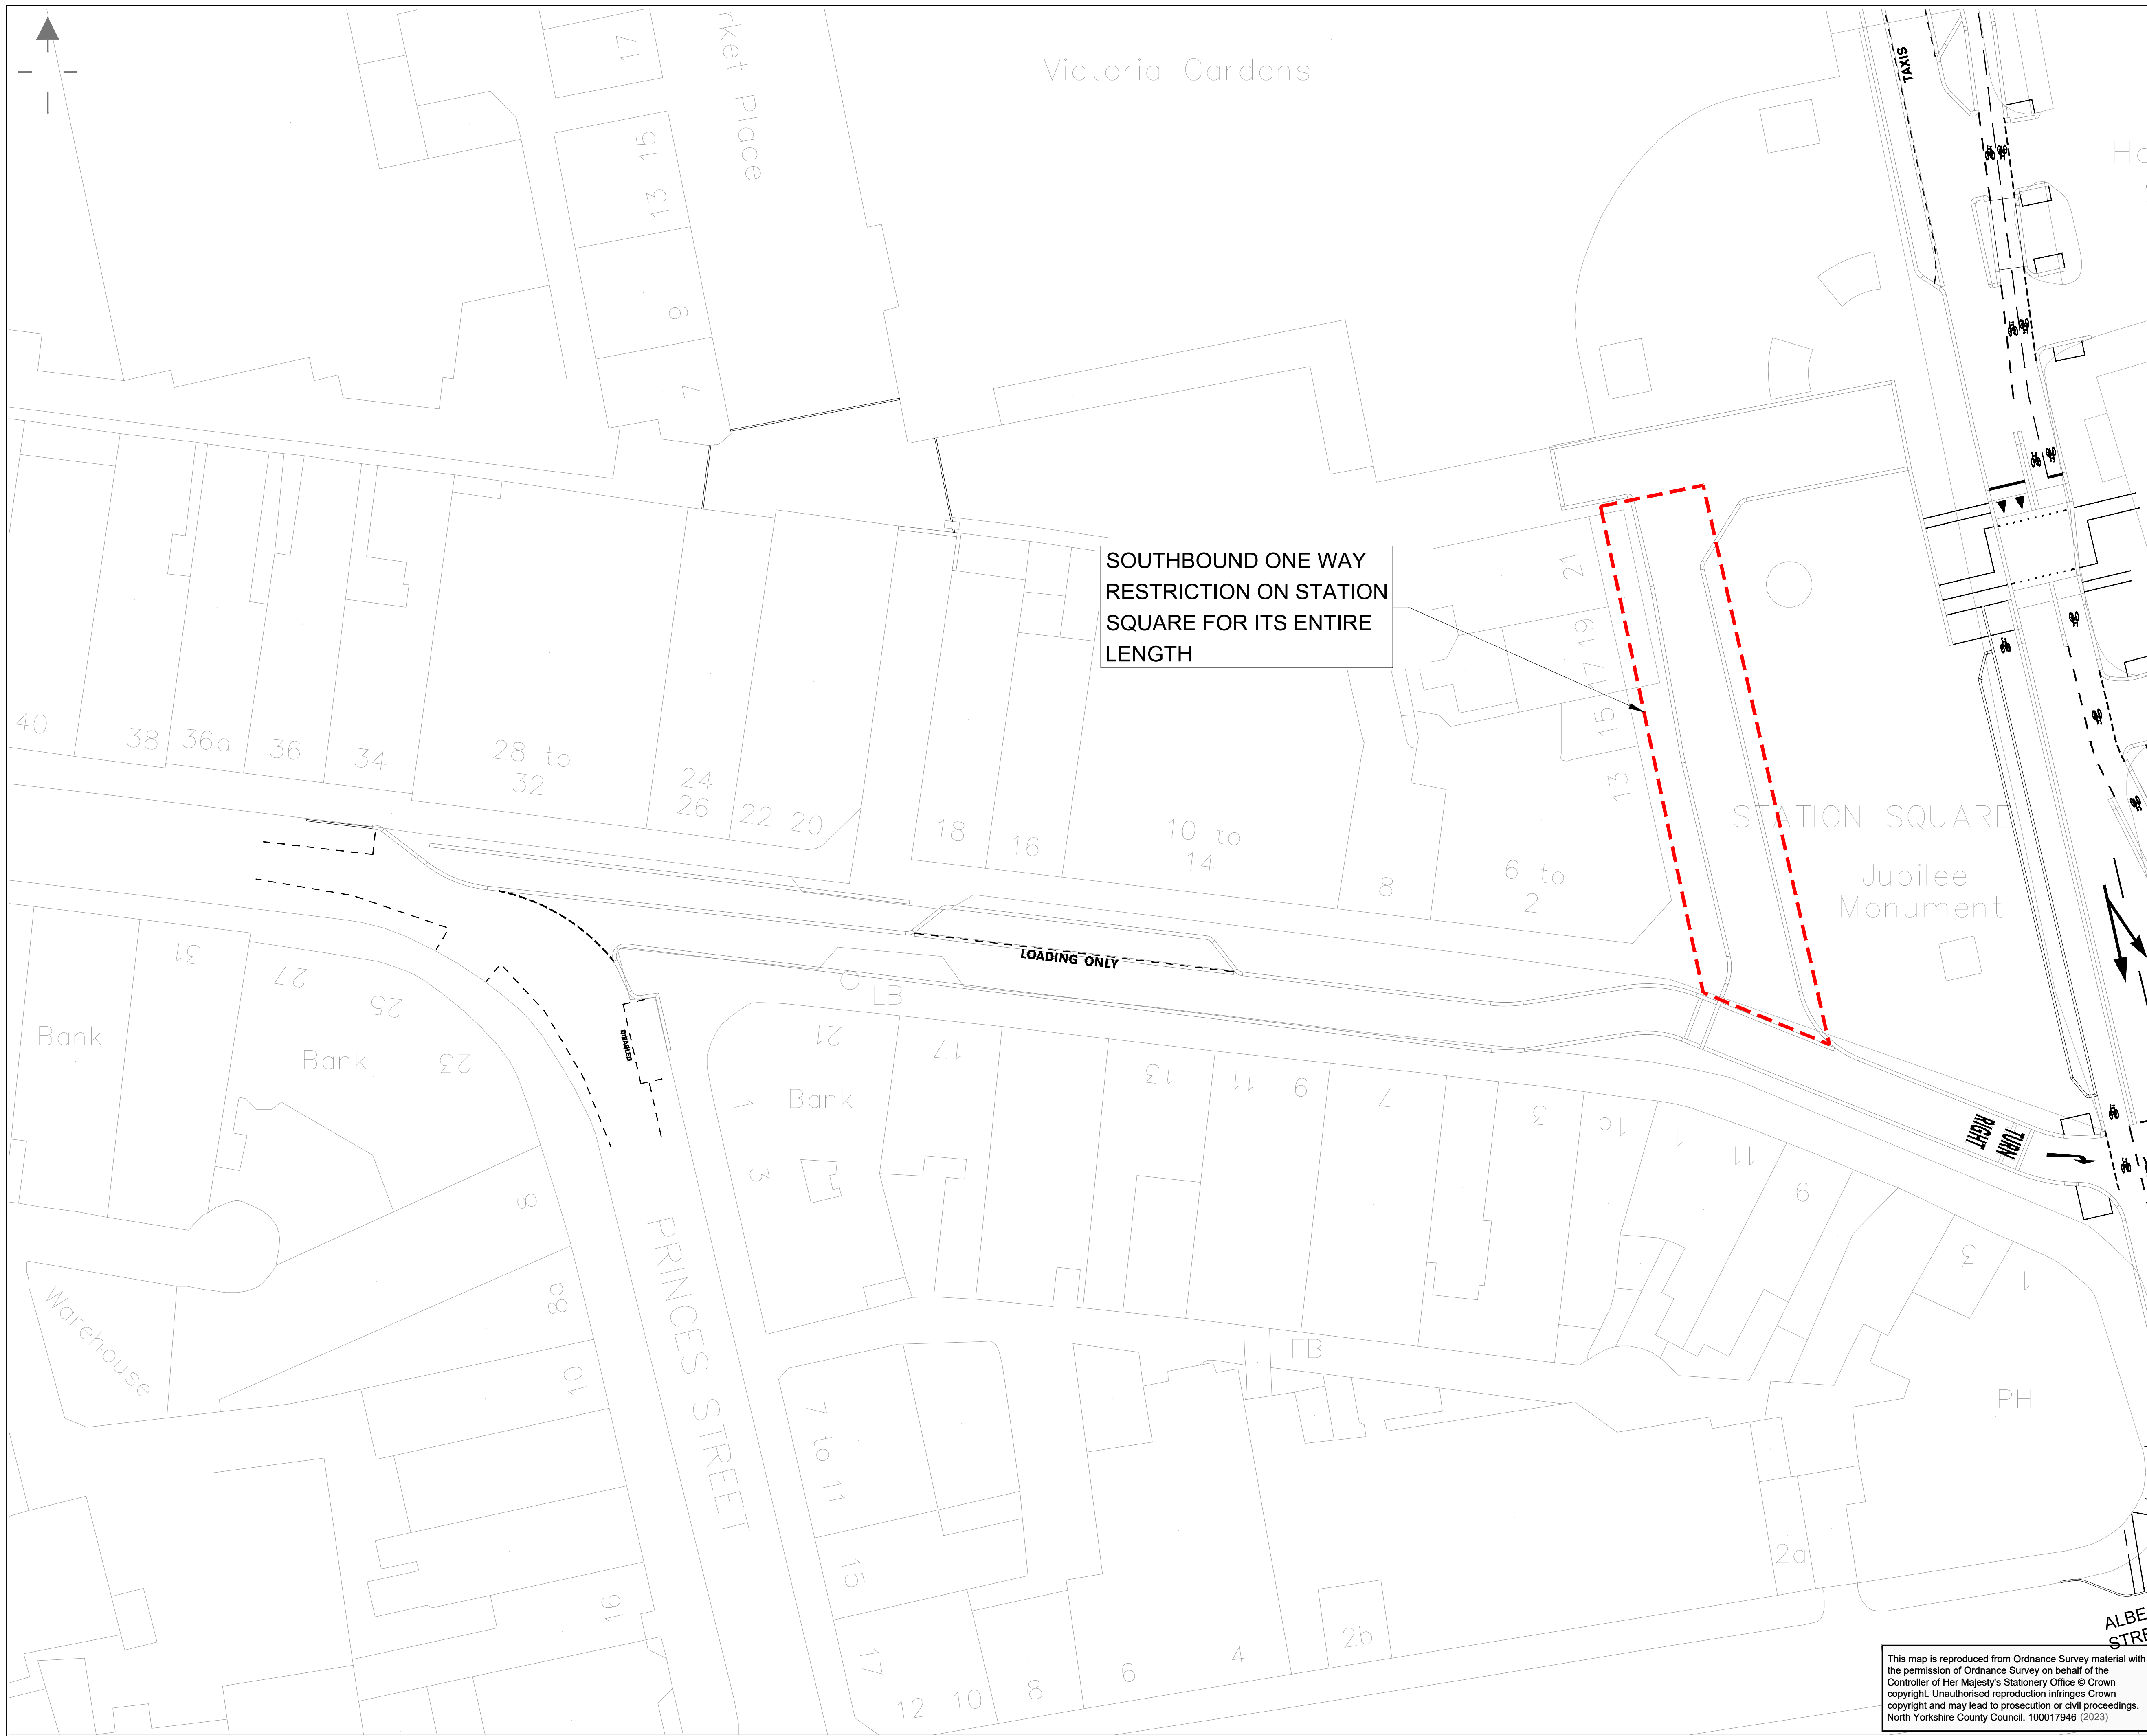 rket Place
Victoria Gardens
TAXIS
17
15
13
9
7
SOUTHBOUND ONE WAY
RESTRICTION ON STATION
SQUARE FOR ITS ENTIRE
LENGTH
21
17 19
15
13
40
38
36a
36
34
28 to
32
24
26
22 20
18
16
10 to
14
8
6 to
2
STATION SQUARE
Jubilee
Monument
LOADING ONLY
LB
31
27
25
23
Bank
Bank
DISABLED
21
17
13
11
9
7
3
1a
1
11
9
3
1
Bank
1
3
TURN
RIGHT
8
8a
10
16
Warehouse
PRINCES STREET
FB
PH
7 to 11
15
17
12 10
8
6
4
2b
2a
ALBE
STRE
This map is reproduced from Ordnance Survey material with
the permission of Ordnance Survey on behalf of the
Controller of Her Majesty's Stationery Office © Crown
copyright. Unauthorised reproduction infringes Crown
copyright and may lead to prosecution or civil proceedings.
North Yorkshire County Council. 100017946 (2023)